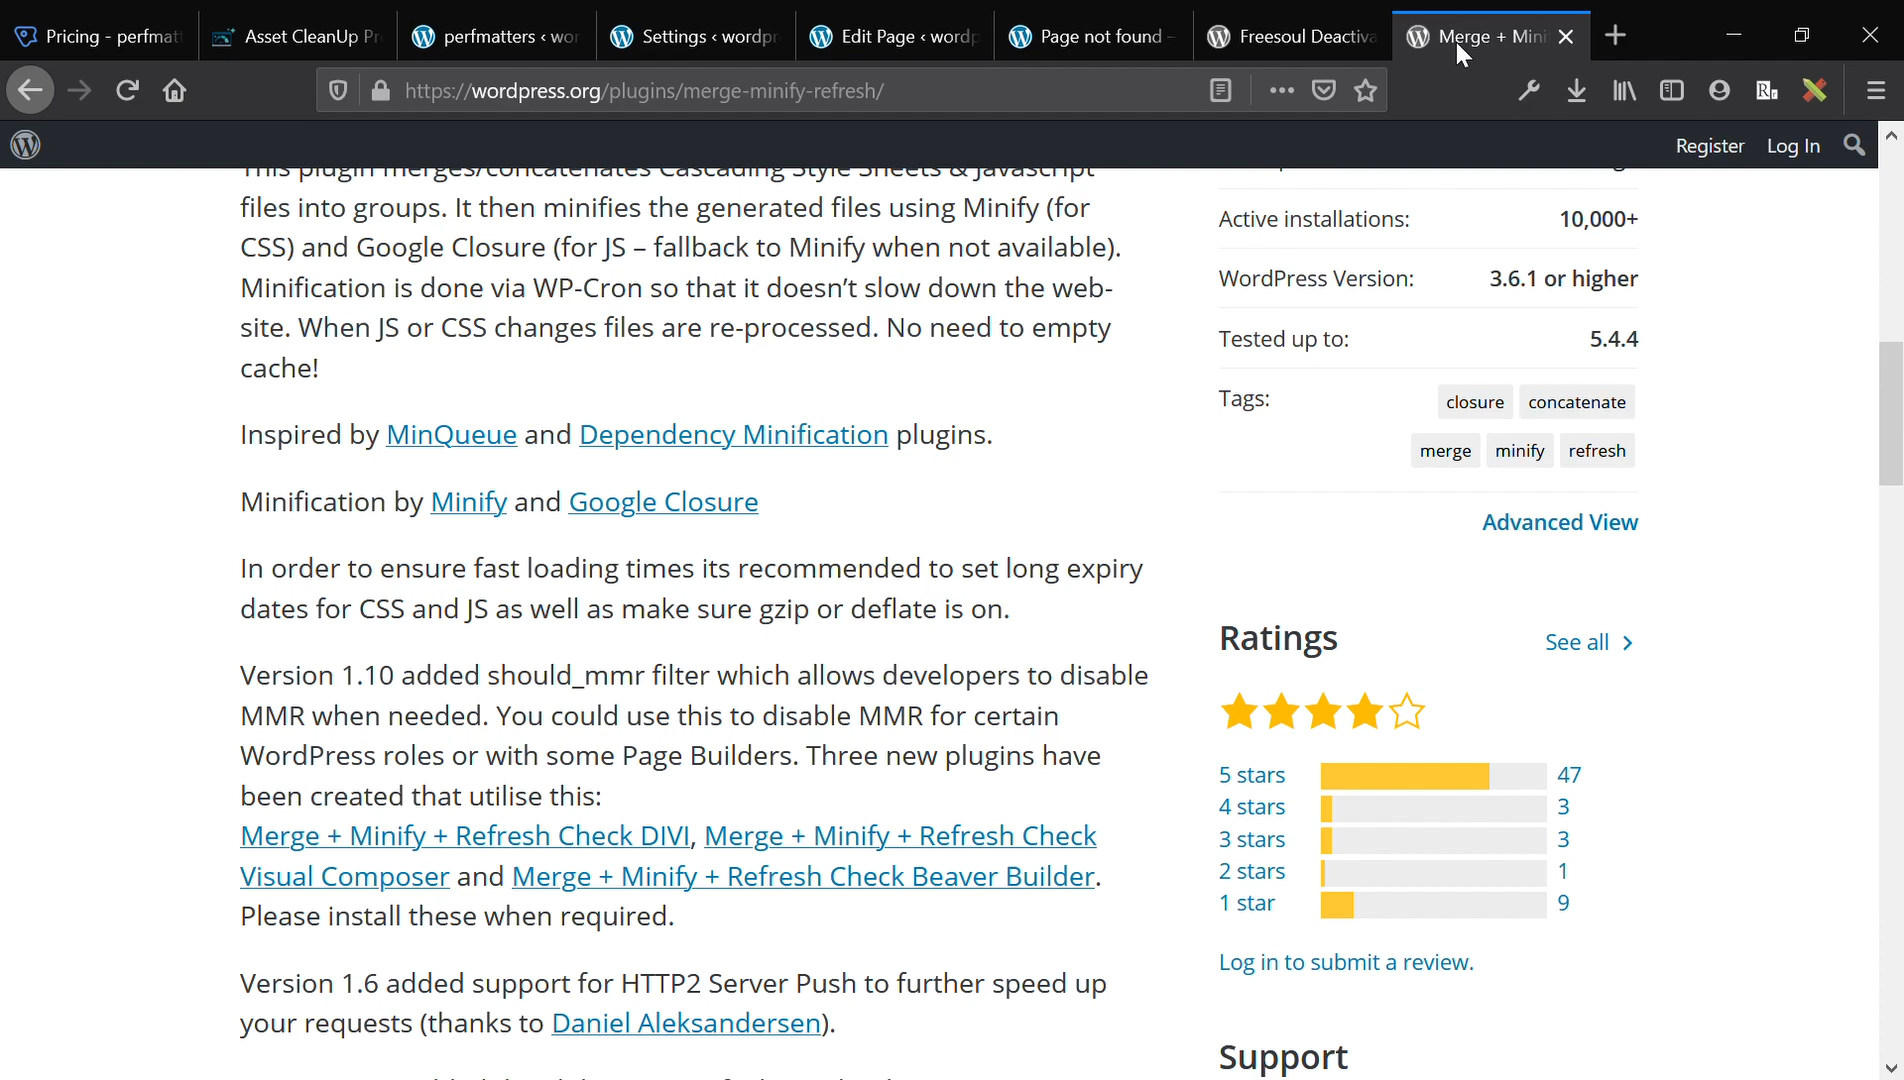 Pricing - perfmat
Asset CleanUp Pr
perfmatters < wor
Settings < wordpr
Edit Page < wordp
Page not found -
Freesoul Deactiva
Merge + Mini
https://wordpress.org/plugins/merge-minify-refresh/
Register
Log In
This plugin merges/concatenates Cascading Style Sheets & Javascript
files into groups. It then minifies the generated files using Minify (for
CSS) and Google Closure (for JS – fallback to Minify when not available).
Minification is done via WP-Cron so that it doesn’t slow down the web-
site. When JS or CSS changes files are re-processed. No need to empty
cache!
Inspired by MinQueue and Dependency Minification plugins.
Minification by Minify and Google Closure
In order to ensure fast loading times its recommended to set long expiry
dates for CSS and JS as well as make sure gzip or deflate is on.
Version 1.10 added should_mmr filter which allows developers to disable
MMR when needed. You could use this to disable MMR for certain
WordPress roles or with some Page Builders. Three new plugins have
been created that utilise this:
Merge + Minify + Refresh Check DIVI, Merge + Minify + Refresh Check
Visual Composer and Merge + Minify + Refresh Check Beaver Builder.
Please install these when required.
Version 1.6 added support for HTTP2 Server Push to further speed up
your requests (thanks to Daniel Aleksandersen).
Active installations: 10,000+
WordPress Version: 3.6.1 or higher
Tested up to: 5.4.4
Tags: closure concatenate
merge minify refresh
Advanced View
Ratings See all
5 stars 47
4 stars 3
3 stars 3
2 stars 1
1 star 9
Log in to submit a review.
Support